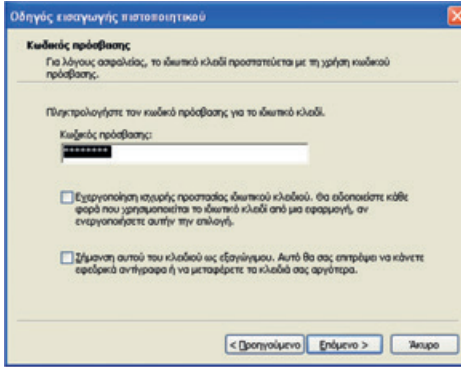 Οδηγός εισαγωγής πιστοποιητικού
Κωδικός πρόσβασης
Για λόγους ασφαλείας, το ιδιωτικό κλειδί προστατεύεται με τη χρήση κωδικού
πρόσβασης.
Πληκτρολογήστε τον κωδικό πρόσβασης για το ιδιωτικό κλειδί.
Κωδικός πρόσβασης:
********
Ενεργοποίηση ισχυρής προστασίας ιδιωτικού κλειδιού. Θα ειδοποιείστε κάθε
φορά που χρησιμοποιείται το ιδιωτικό κλειδί από μια εφαρμογή, αν
ενεργοποιήσετε αυτήν την επιλογή.
Σήμανση αυτού του κλειδιού ως εξαγώγιμου. Αυτό θα σας επιτρέψει να κάνετε
εφεδρικά αντίγραφα ή να μεταφέρετε τα κλειδιά σας αργότερα.
< Προηγούμενο Επόμενο > Άκυρο